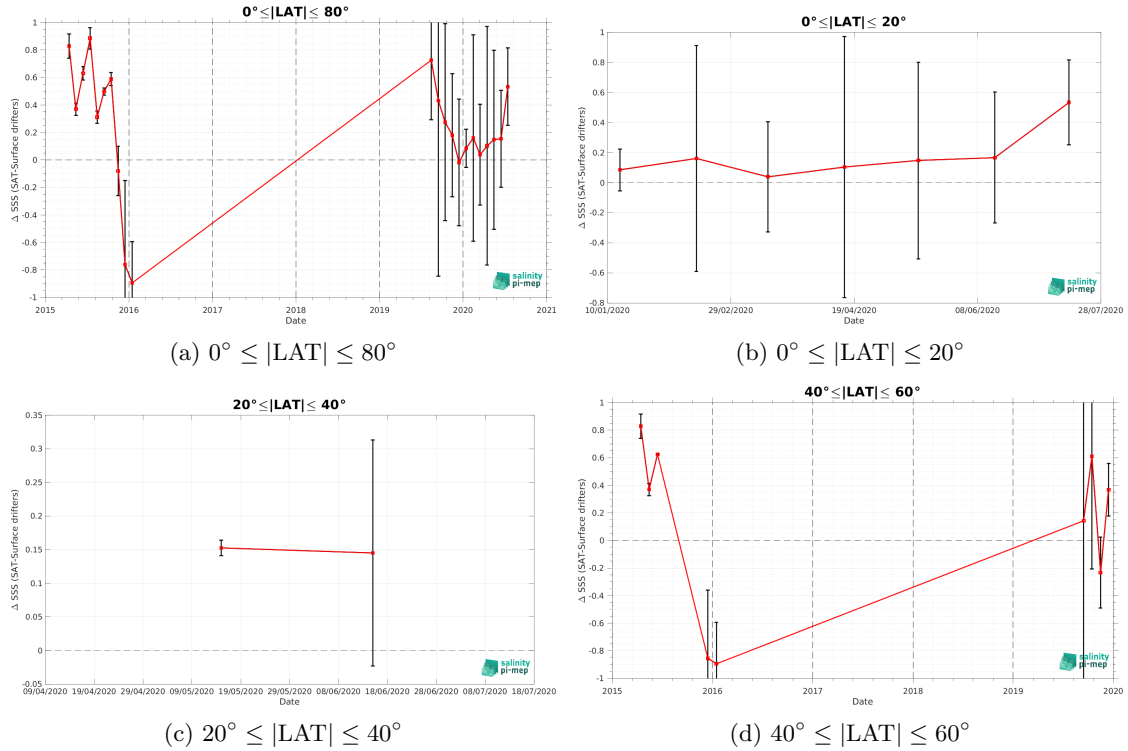 0°≤|LAT|≤ 80°
1
0.8
0.6
0.4
0.2
0
-0.2
-0.4
-0.6
-0.8
-1
Δ SSS (SAT-Surface drifters)
2015 2016 2017 2018 2019 2020 2021
Date
salinity
pi-mep
(a) 0° ≤ |LAT| ≤ 80°
0°≤|LAT|≤ 20°
1
0.8
0.6
0.4
0.2
0
-0.2
-0.4
-0.6
-0.8
Δ SSS (SAT-Surface drifters)
10/01/2020 29/02/2020 19/04/2020 08/06/2020 28/07/2020
Date
salinity
pi-mep
(b) 0° ≤ |LAT| ≤ 20°
20°≤|LAT|≤ 40°
0.35
0.3
0.25
0.2
0.15
0.1
0.05
0
-0.05
Δ SSS (SAT-Surface drifters)
09/04/2020 19/04/2020 29/04/2020 09/05/2020 19/05/2020 29/05/2020 08/06/2020 18/06/2020 28/06/2020 08/07/2020 18/07/2020
Date
salinity
pi-mep
(c) 20° ≤ |LAT| ≤ 40°
40°≤|LAT|≤ 60°
1
0.8
0.6
0.4
0.2
0
-0.2
-0.4
-0.6
-0.8
-1
Δ SSS (SAT-Surface drifters)
2015 2016 2017 2018 2019 2020
Date
salinity
pi-mep
(d) 40° ≤ |LAT| ≤ 60°